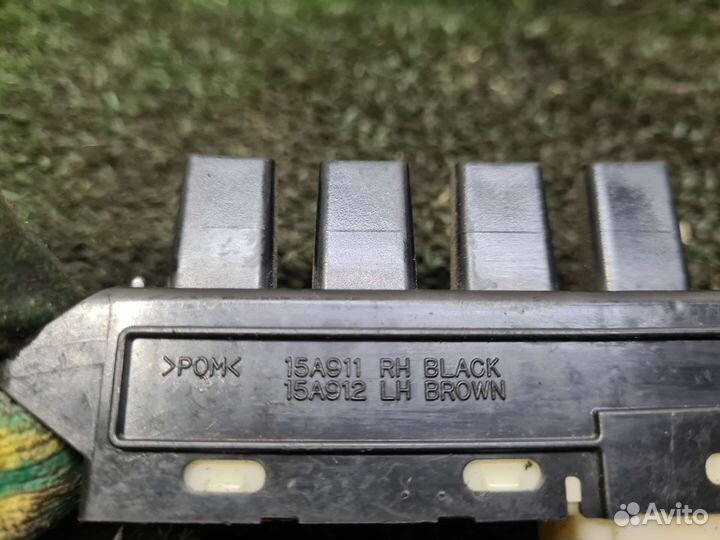 >POM< 15A911 RH BLACK
15A912 LH BROWN
Avito